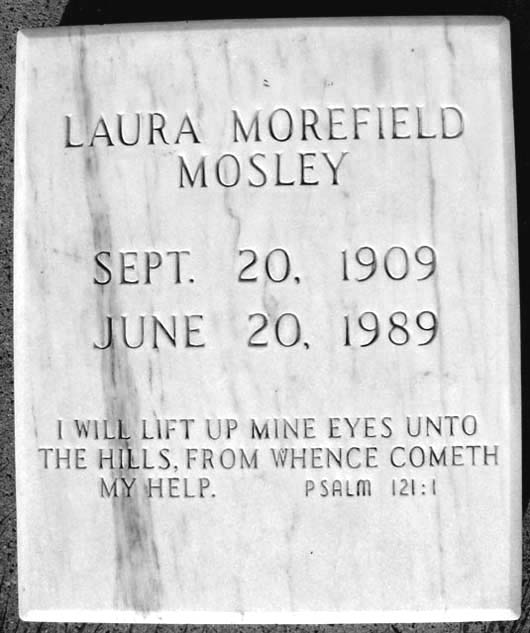 LAURA MOREFIELD
MOSLEY
SEPT. 20, 1909
JUNE 20, 1989
I WILL LIFT UP MINE EYES UNTO
THE HILLS, FROM WHENCE COMETH
MY HELP. PSALM 121:1